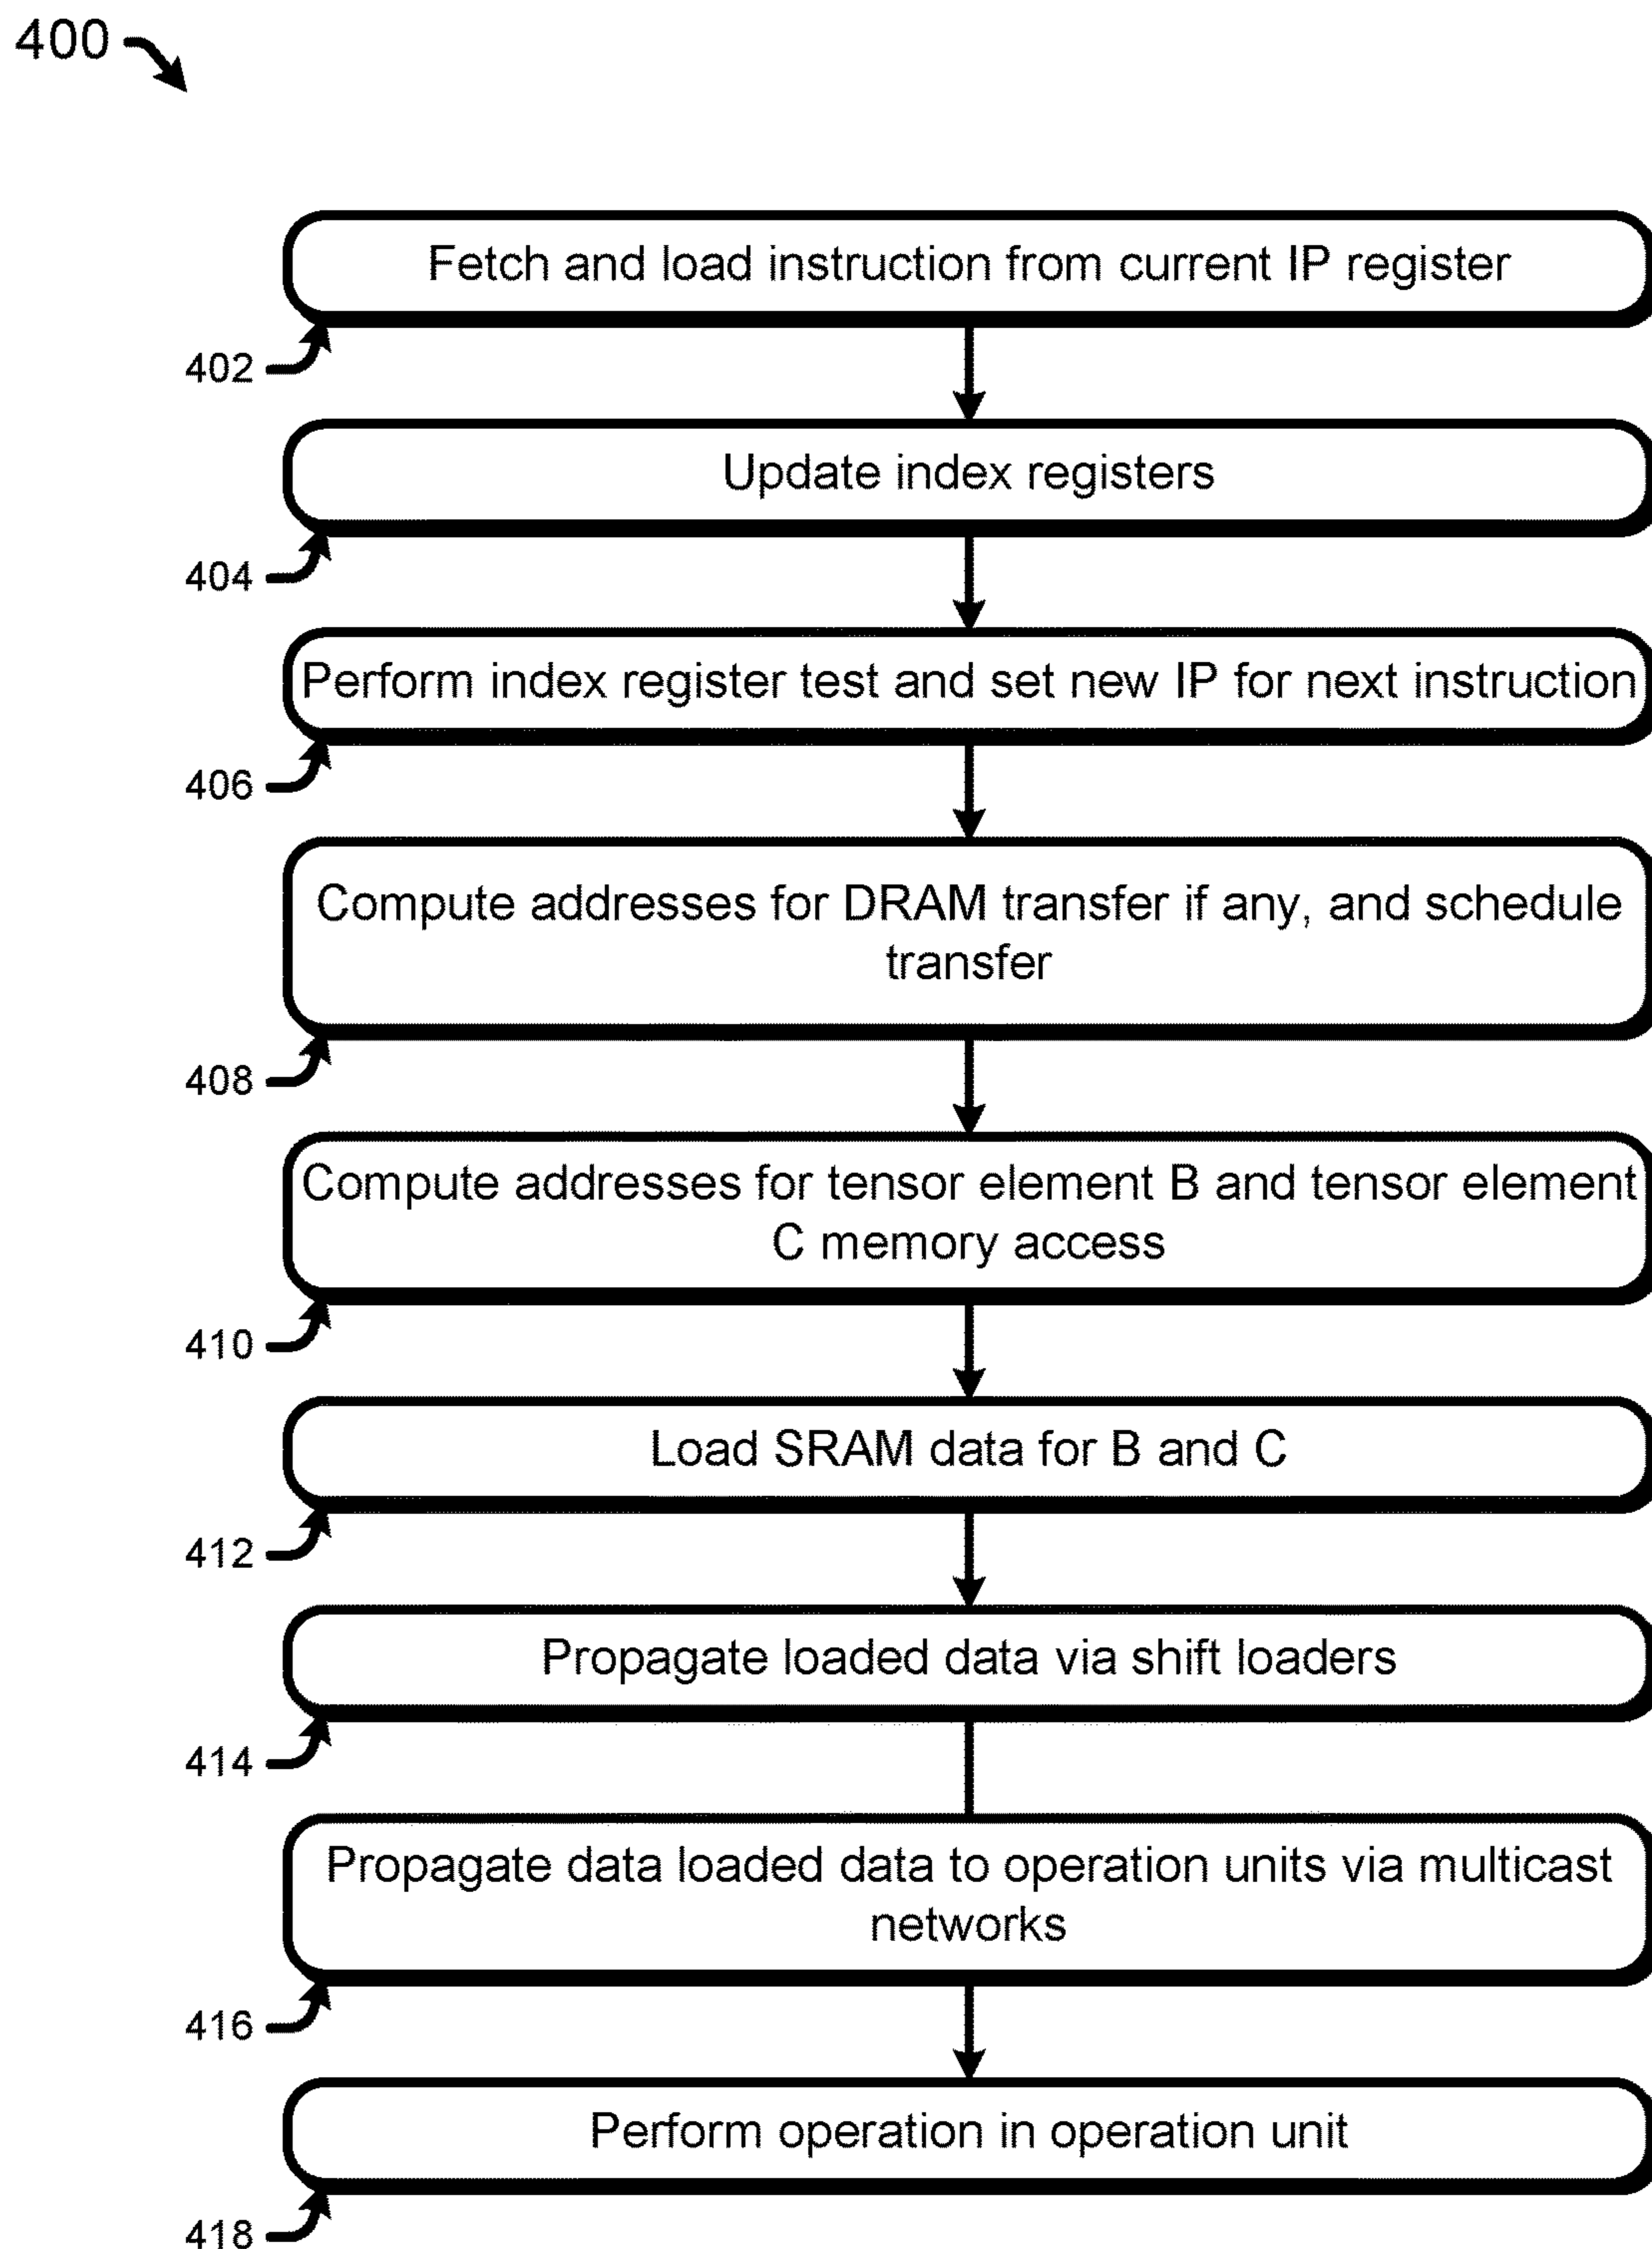 400
Fetch and load instruction from current IP register
402
Update index registers
404
Perform index register test and set new IP for next instruction
406
Compute addresses for DRAM transfer if any, and schedule
transfer
408
Compute addresses for tensor element B and tensor element
C memory access
410
Load SRAM data for B and C
412
Propagate loaded data via shift loaders
414
Propagate data loaded data to operation units via multicast
networks
416
Perform operation in operation unit
418